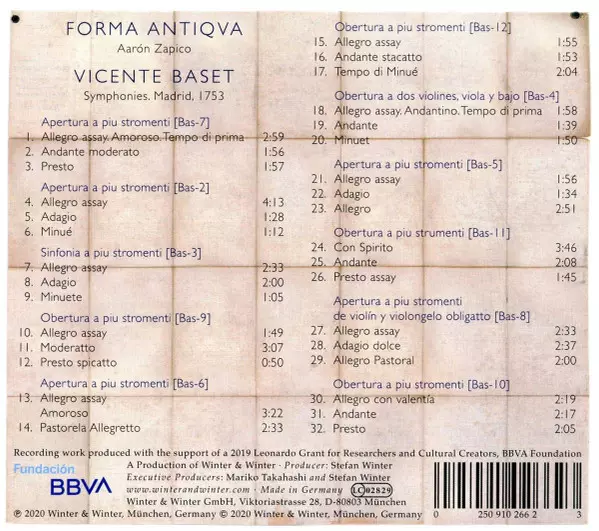 FORMA ANTIQVA
Aarón Zapico
VICENTE BASET
Symphonies. Madrid, 1753
Apertura a piu stromenti [Bas-7]
1. Allegro assay. Amoroso. Tempo di prima 2:59
2. Andante moderato 1:56
3. Presto 1:57
Apertura a piu stromenti [Bas-2]
4. Allegro assay 4:13
5. Adagio 1:28
6. Minué 1:12
Sinfonia a piu stromenti [Bas-3]
7. Allegro assay 2:33
8. Adagio 2:00
9. Minuete 1:05
Obertura a piu stromenti [Bas-9]
10. Allegro assay 1:49
11. Moderatto 3:07
12. Presto spicatto 0:50
Apertura a piu stromenti [Bas-6]
13. Allegro assay
Amoroso 3:22
14. Pastorela Allegretto 2:33
Obertura a piu stromenti [Bas-12]
15. Allegro assay 1:55
16. Andante stacatto 1:53
17. Tempo di Minué 2:04
Obertura a dos violines, viola y bajo [Bas-4]
18. Allegro assay. Andantino. Tempo di prima 1:58
19. Andante 1:39
20. Minuet 1:50
Apertura a piu stromenti [Bas-5]
21. Allegro assay 1:56
22. Adagio 1:34
23. Allegro 2:51
Obertura a piu stromenti [Bas-11]
24. Con Spirito 3:46
25. Andante 2:08
26. Presto assay 1:45
Apertura a piu stromenti
de violín y violongelo obligatto [Bas-8]
27. Allegro assay 2:33
28. Adagio dolce 2:37
29. Allegro Pastoral 2:00
Obertura a piu stromenti [Bas-10]
30. Allegro con valentía 2:19
31. Andante 2:17
32. Presto 2:05
Recording work produced with the support of a 2019 Leonardo Grant for Researchers and Cultural Creators, BBVA Foundation
Fundación
BBVA
A Production of Winter & Winter · Producer: Stefan Winter
Executive Producers: Mariko Takahashi and Stefan Winter
www.winterandwinter.com · Made in Germany LC 02829
Winter & Winter GmbH, Viktoriastrasse 28, D-80803 München
℗ 2020 Winter & Winter, München, Germany © 2020 Winter & Winter, München, Germany
0 250 910 266 2 3